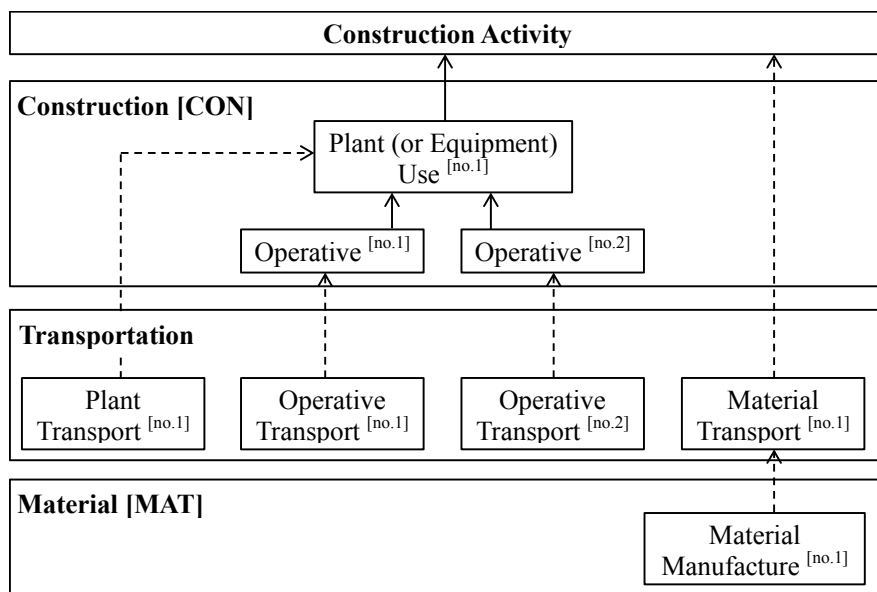 Construction Activity
Construction [CON]
Plant (or Equipment)
Use [no.1]
Operative [no.1]
Operative [no.2]
Transportation
Plant
Transport [no.1]
Operative
Transport [no.1]
Operative
Transport [no.2]
Material
Transport [no.1]
Material [MAT]
Material
Manufacture [no.1]